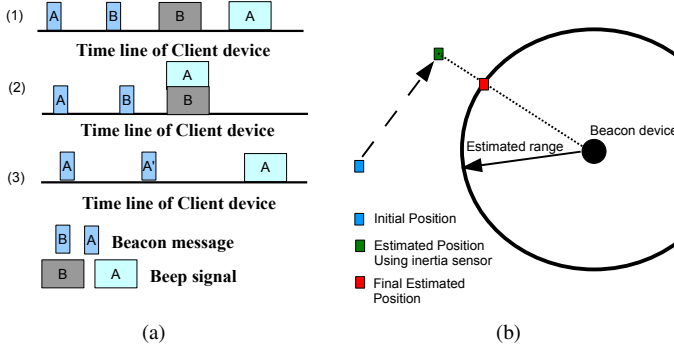 (1)
A B B A
Time line of Client device
A
(2)
A B B
Time line of Client device
(3)
A A' A
Time line of Client device
B A Beacon message
B A Beep signal
(a)
Beacon device
Estimated range
Initial Position
Estimated Position
Using inertia sensor
Final Estimated
Position
(b)